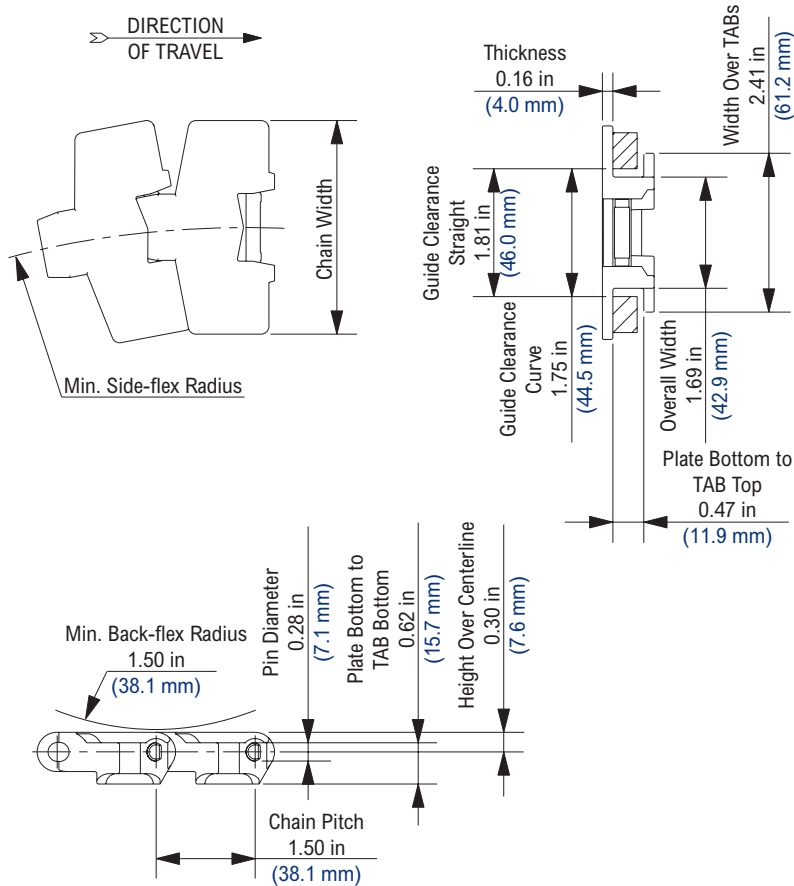 DIRECTION
OF TRAVEL
Chain Width
Min. Side-flex Radius
Thickness
0.16 in
(4.0 mm)
Width Over TABs
2.41 in
(61.2 mm)
Guide Clearance
Straight
1.81 in
(46.0 mm)
Guide Clearance
Curve
1.75 in
(44.5 mm)
Overall Width
1.69 in
(42.9 mm)
Plate Bottom to
TAB Top
0.47 in
(11.9 mm)
Min. Back-flex Radius
1.50 in
(38.1 mm)
Pin Diameter
0.28 in
(7.1 mm)
Plate Bottom to
TAB Bottom
0.62 in
(15.7 mm)
Height Over Centerline
0.30 in
(7.6 mm)
Chain Pitch
1.50 in
(38.1 mm)